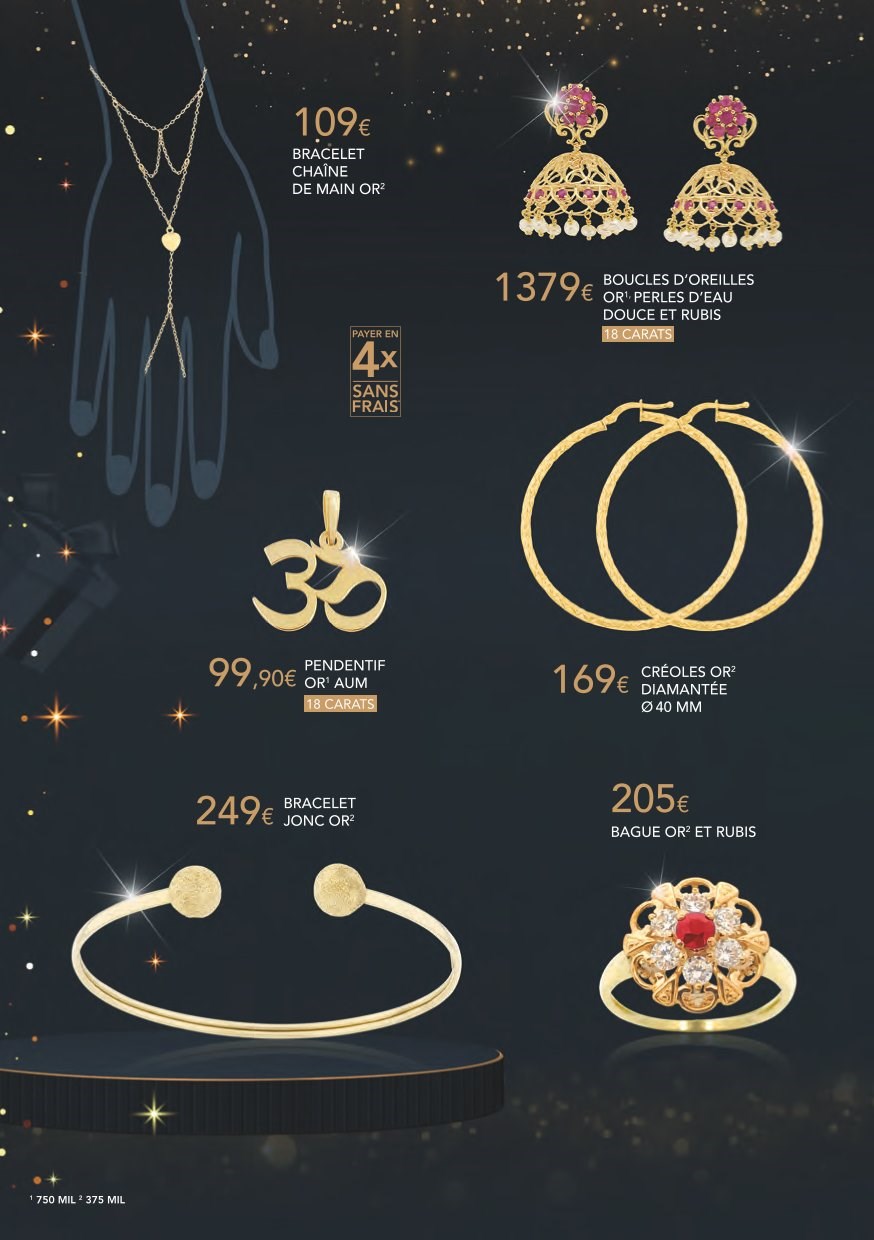 109€
BRACELET
CHAÎNE
DE MAIN OR²
1379€
BOUCLES D'OREILLES
OR¹, PERLES D'EAU
DOUCE ET RUBIS
18 CARATS
PAYER EN
4x
SANS
FRAIS*
99,90€
PENDENTIF
OR¹ AUM
18 CARATS
169€
CRÉOLES OR²
DIAMANTÉE
Ø 40 MM
249€
BRACELET
JONC OR²
205€
BAGUE OR² ET RUBIS
¹ 750 MIL ² 375 MIL